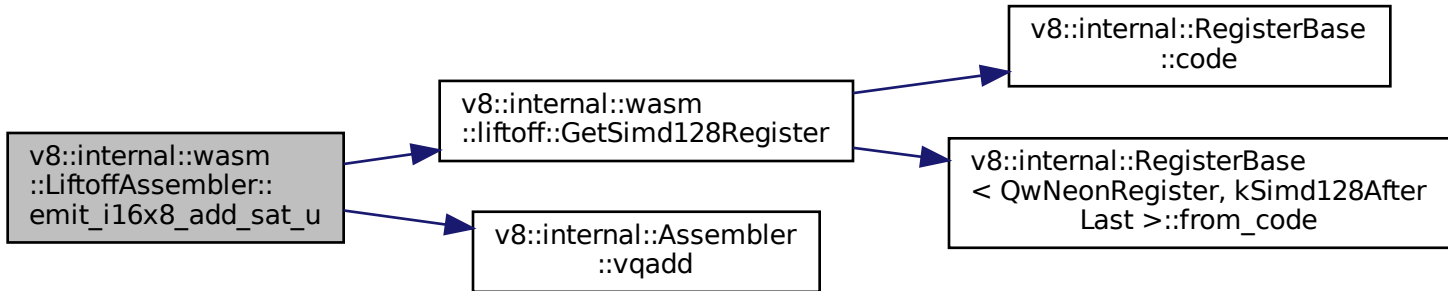 v8::internal::wasm
::LiftoffAssembler::
emit_i16x8_add_sat_u
v8::internal::wasm
::liftoff::GetSimd128Register
v8::internal::Assembler
::vqadd
v8::internal::RegisterBase
::code
v8::internal::RegisterBase
< QwNeonRegister, kSimd128After
Last >::from_code